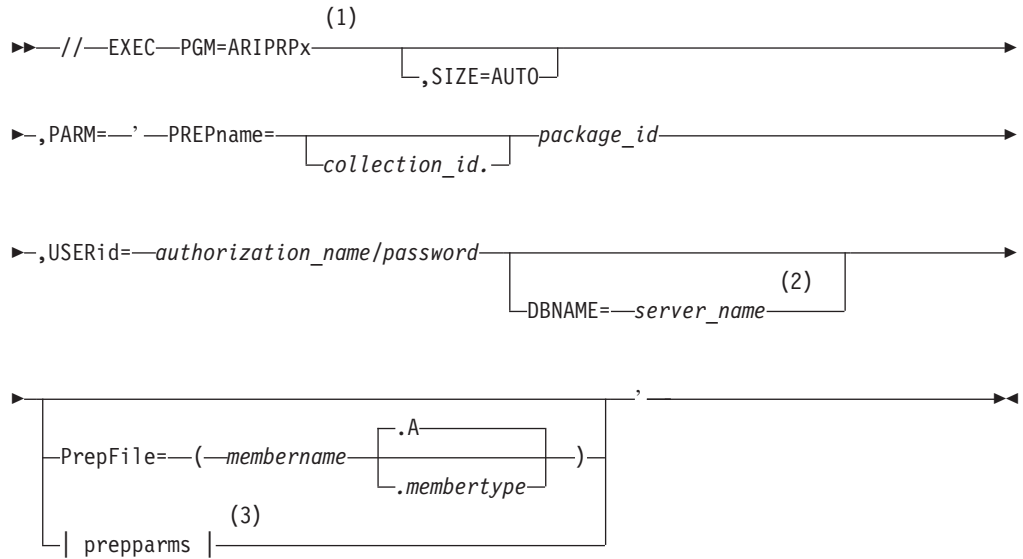 (1)
// EXEC PGM=ARIPRPx
,SIZE=AUTO
,PARM= ' PREPname= package_id
collection_id.
,USERid= authorization_name/password
(2)
DBNAME= server_name
'
.A
PrepFile= ( membername )
.membertype
(3)
prepparms